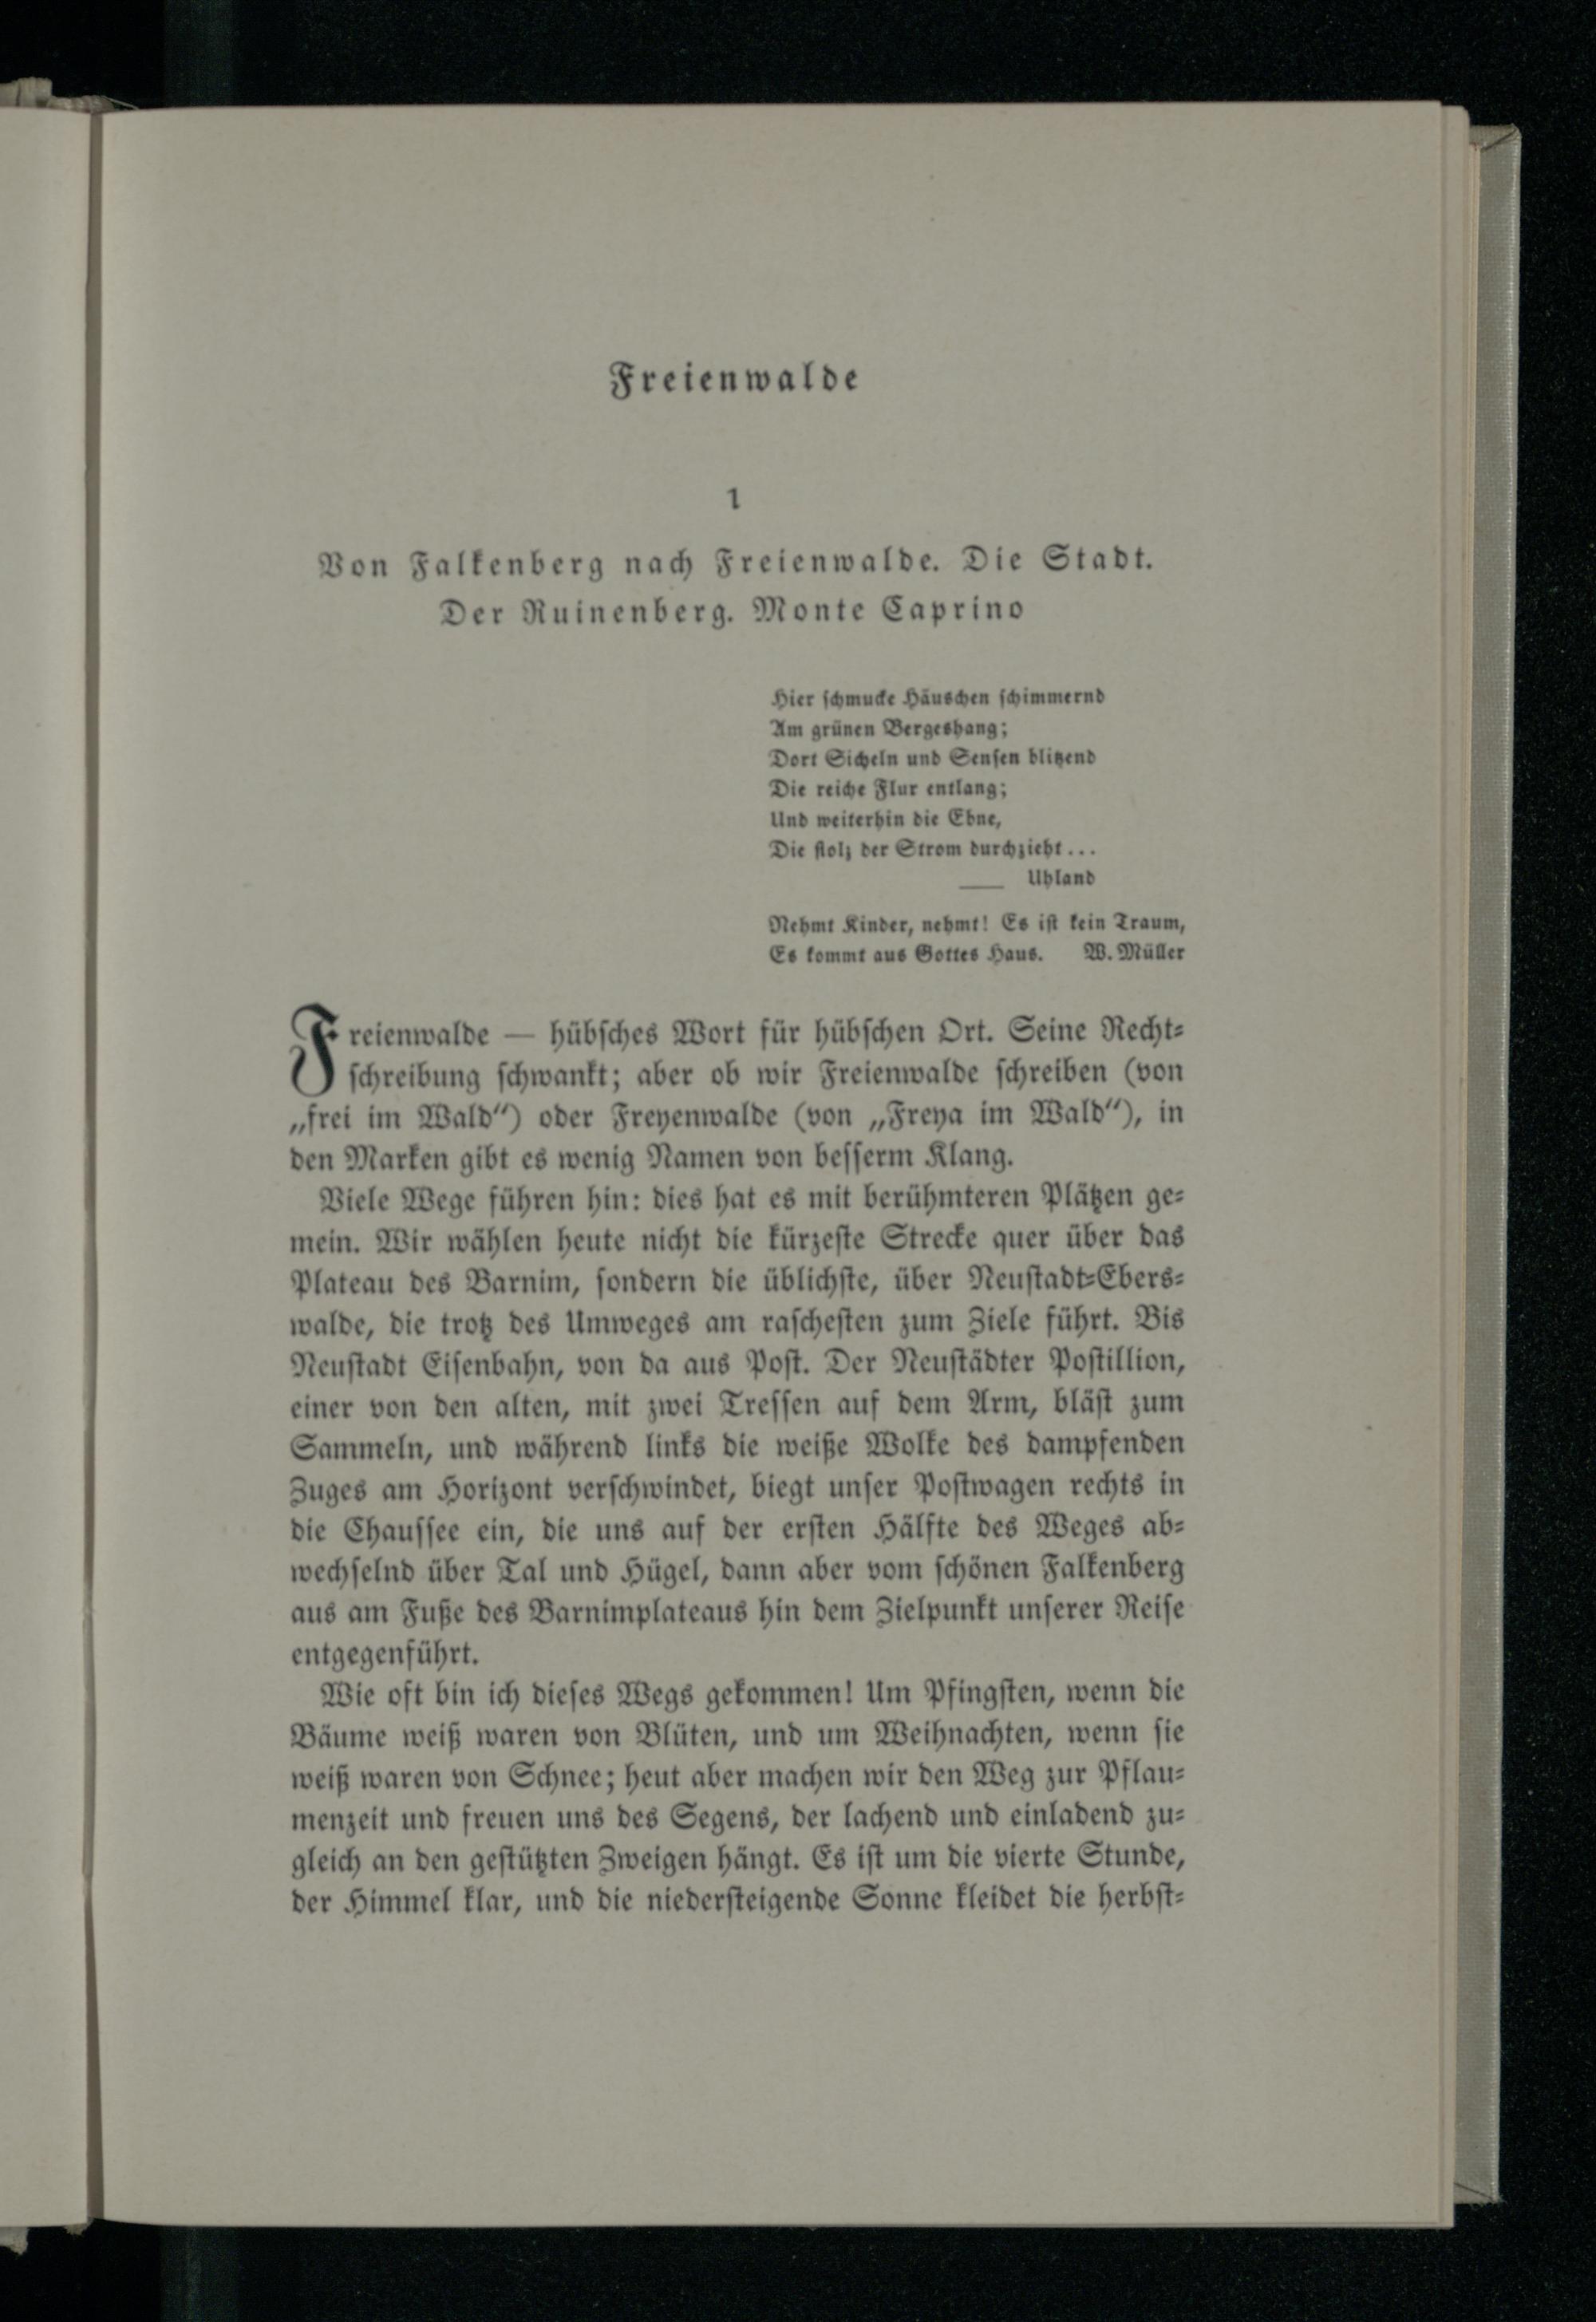 Freienwalde
1
Von Falkenberg nach Freienwalde. Die Stadt.
Der Ruinenberg. Monte Caprino
Hier schmucke Häuschen schimmernd
Am grünen Bergeshang;
Dort Sicheln und Sensen blitzend
Die reiche Flur entlang;
Und weiterhin die Ebne,
Die stolz der Strom durchzieht...
Uhland
Nehmt Kinder, nehmt! Es ist kein Traum,
Es kommt aus Gottes Haus. W. Müller
Freienwalde — hübsches Wort für hübschen Ort. Seine Recht-
schreibung schwankt; aber ob wir Freienwalde schreiben (von
„frei im Wald“) oder Freyenwalde (von „Freya im Wald“), in
den Marken gibt es wenig Namen von besserm Klang.
Viele Wege führen hin: dies hat es mit berühmteren Plätzen ge-
mein. Wir wählen heute nicht die kürzeste Strecke quer über das
Plateau des Barnim, sondern die üblichste, über Neustadt-Ebers-
walde, die trotz des Umweges am raschesten zum Ziele führt. Bis
Neustadt Eisenbahn, von da aus Post. Der Neustädter Postillion,
einer von den alten, mit zwei Tressen auf dem Arm, bläst zum
Sammeln, und während links die weiße Wolke des dampfenden
Zuges am Horizont verschwindet, biegt unser Postwagen rechts in
die Chaussee ein, die uns auf der ersten Hälfte des Weges ab-
wechselnd über Tal und Hügel, dann aber vom schönen Falkenberg
aus am Fuße des Barnimplateaus hin dem Zielpunkt unserer Reise
entgegenführt.
Wie oft bin ich dieses Wegs gekommen! Um Pfingsten, wenn die
Bäume weiß waren von Blüten, und um Weihnachten, wenn sie
weiß waren von Schnee; heut aber machen wir den Weg zur Pflau-
menzeit und freuen uns des Segens, der lachend und einladend zu-
gleich an den gestützten Zweigen hängt. Es ist um die vierte Stunde,
der Himmel klar, und die niedersteigende Sonne kleidet die herbst-